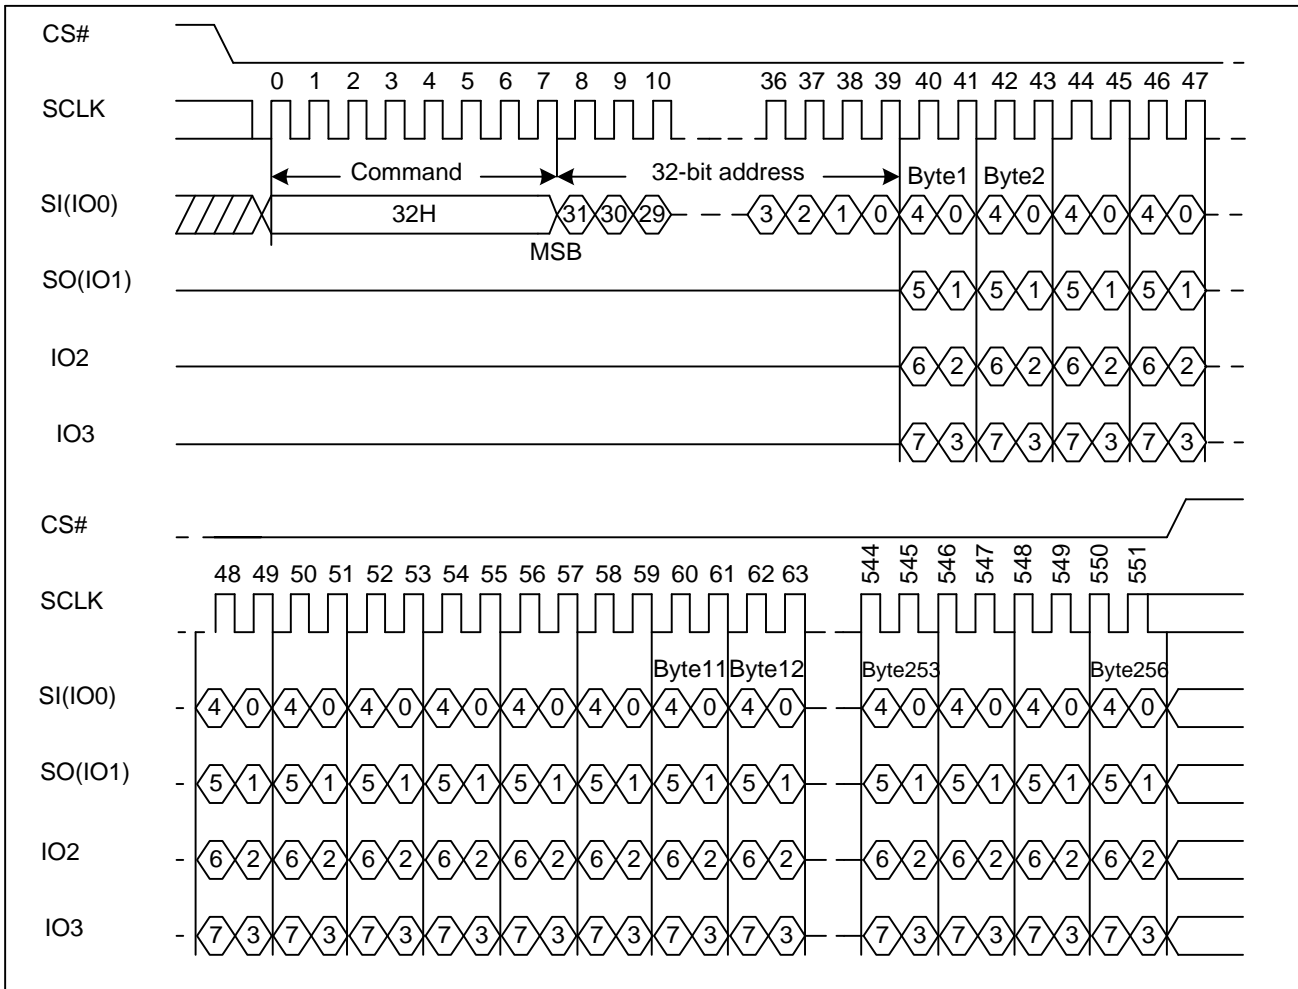 CS#
0 1 2 3 4 5 6 7 8 9 10 36 37 38 39 40 41 42 43 44 45 46 47
SCLK
Command 32-bit address Byte1 Byte2
SI(IO0) 32H 31 30 29 3 2 1 0 4 0 4 0 4 0 4 0
MSB
SO(IO1) 5 1 5 1 5 1 5 1
IO2 6 2 6 2 6 2 6 2
IO3 7 3 7 3 7 3 7 3
CS#
48 49 50 51 52 53 54 55 56 57 58 59 60 61 62 63 544 545 546 547 548 549 550 551
SCLK
Byte11 Byte12 Byte253 Byte256
SI(IO0) 4 0 4 0 4 0 4 0 4 0 4 0 4 0 4 0 4 0 4 0 4 0 4 0
SO(IO1) 5 1 5 1 5 1 5 1 5 1 5 1 5 1 5 1 5 1 5 1 5 1 5 1
IO2 6 2 6 2 6 2 6 2 6 2 6 2 6 2 6 2 6 2 6 2 6 2 6 2
IO3 7 3 7 3 7 3 7 3 7 3 7 3 7 3 7 3 7 3 7 3 7 3 7 3